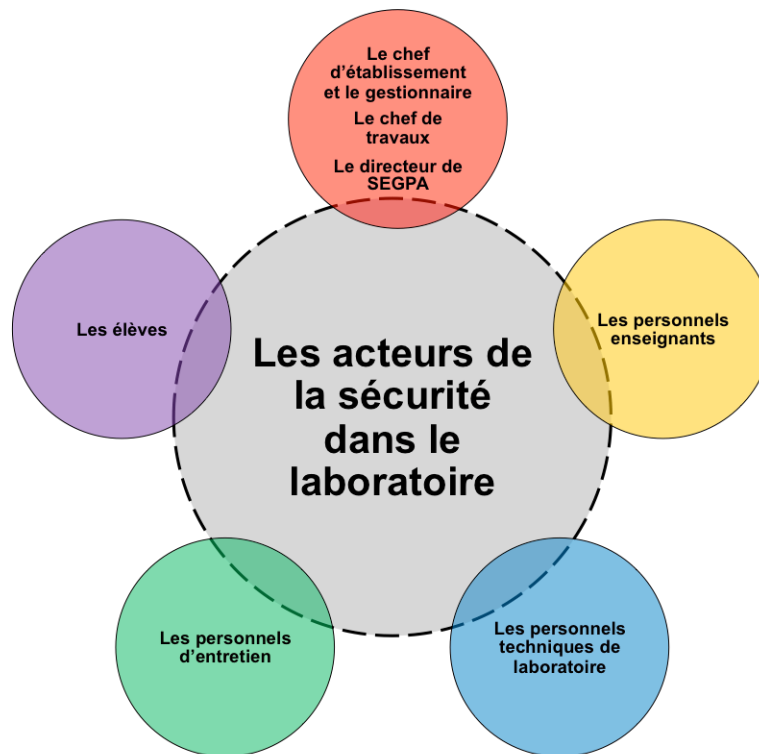 Le chef
d’établissement
et le gestionnaire
Le chef de
travaux
Le directeur de
SEGPA
Les élèves
Les personnels
enseignants
Les acteurs de
la sécurité
dans le
laboratoire
Les personnels
d’entretien
Les personnels
techniques de
laboratoire